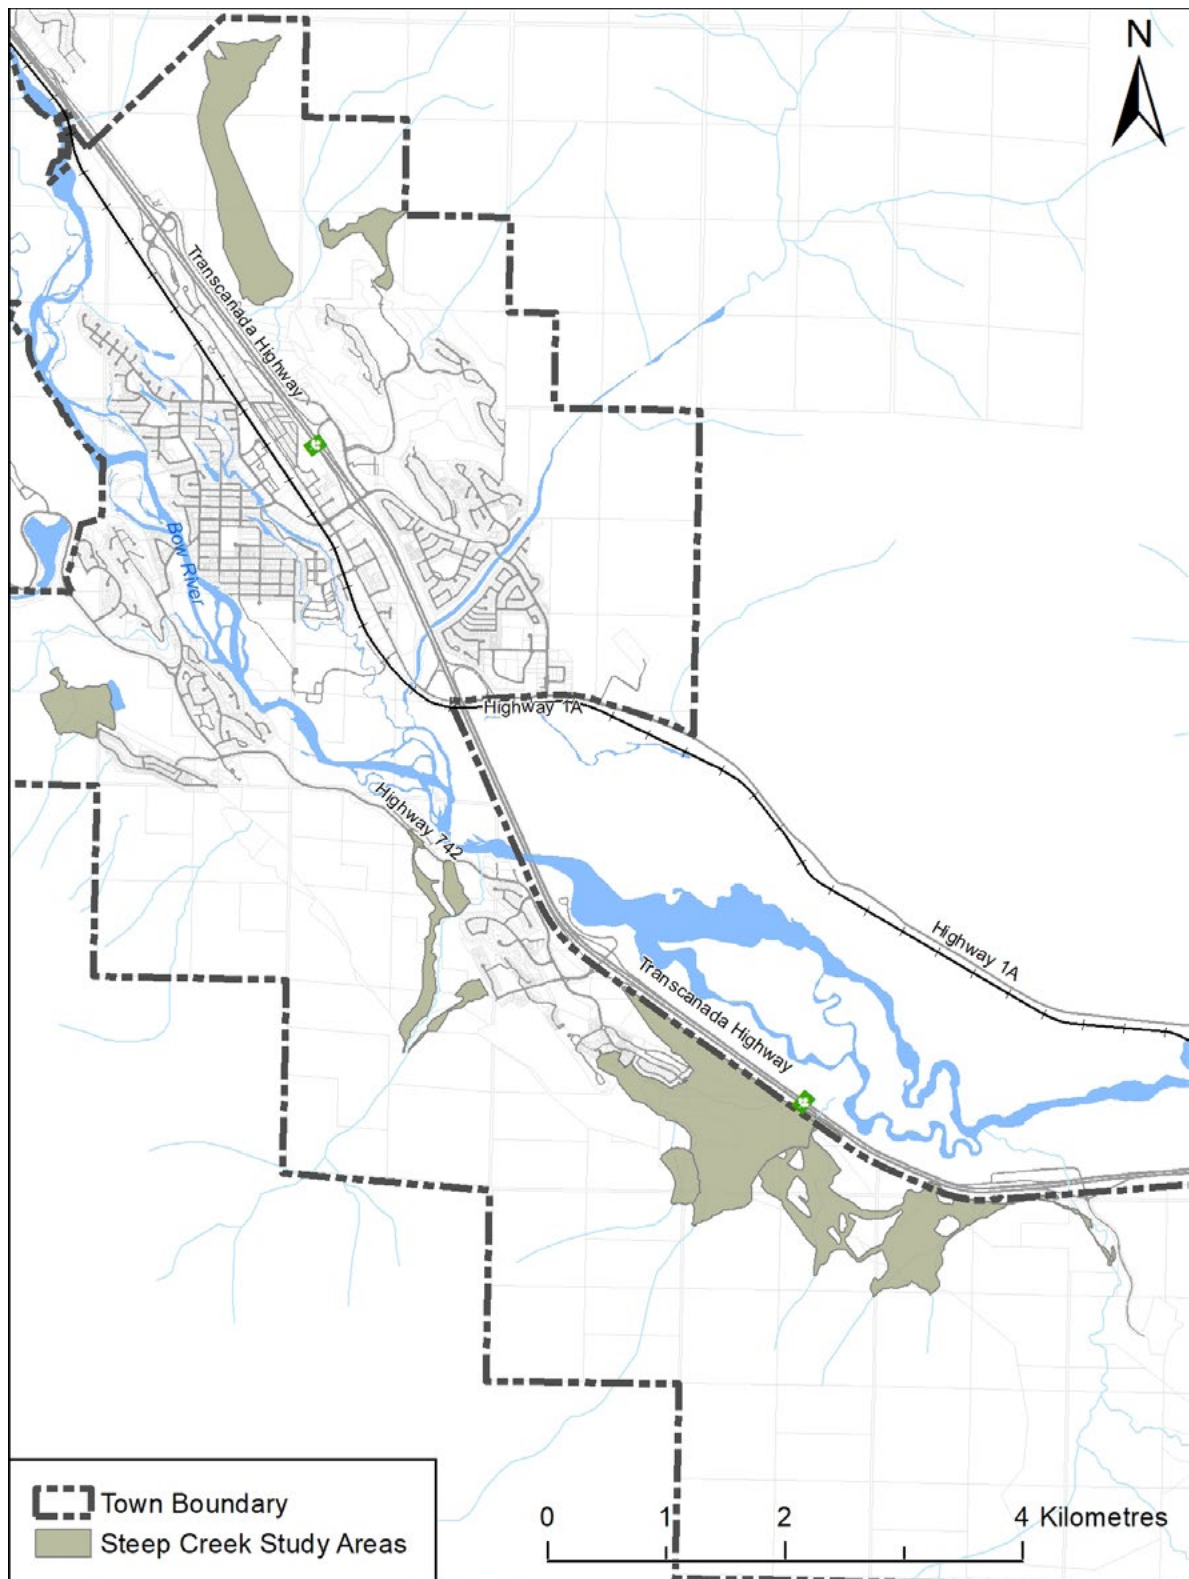 N
Transcanada Highway
Bow River
Highway 1A
Highway 742
Highway 1A
Transcanada Highway
Town Boundary
Steep Creek Study Areas
0 1 2 4 Kilometres